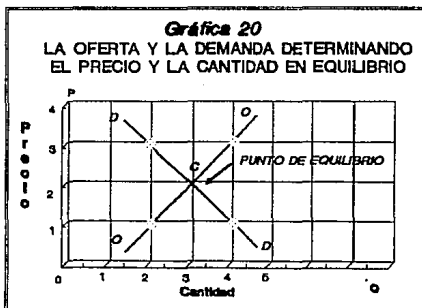 Gráfica 20
LA OFERTA Y LA DEMANDA DETERMINANDO
EL PRECIO Y LA CANTIDAD EN EQUILIBRIO
P
4
D
O
3
C
PUNTO DE EQUILIBRIO
Precio
2
1
O
D
0
1
2
3
4
5
6
7
Q
Cantidad